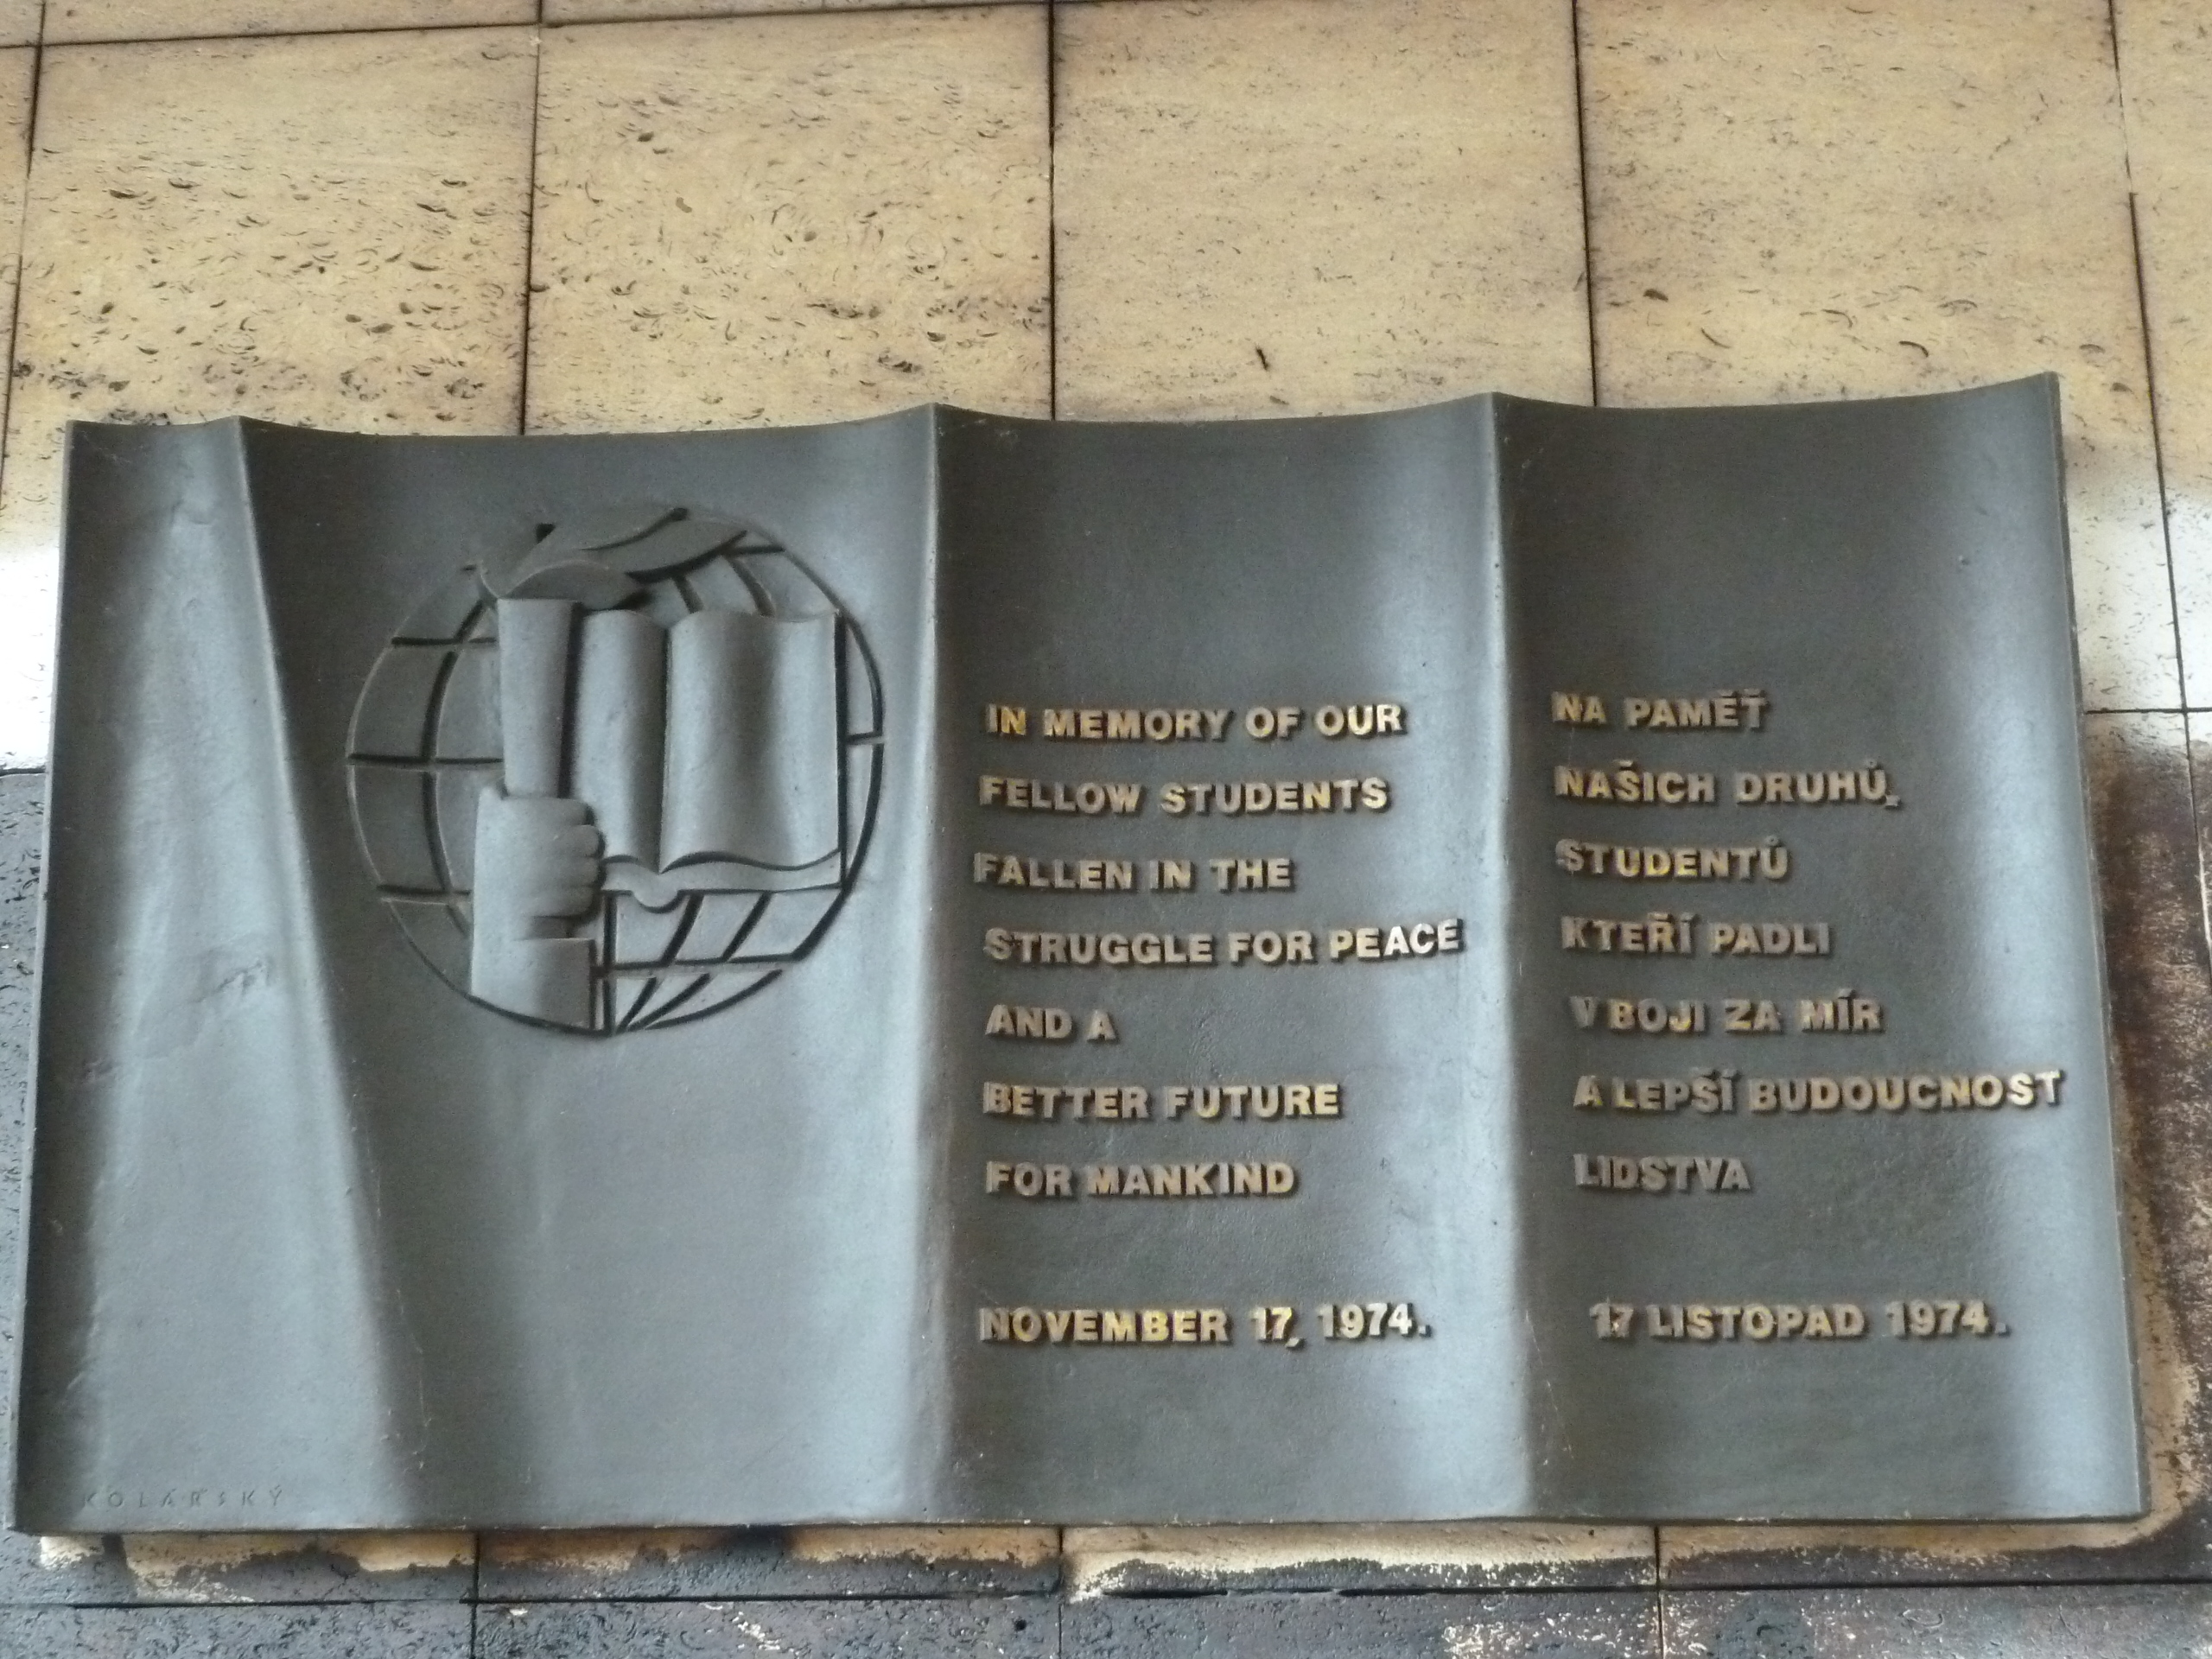 IN MEMORY OF OUR
FELLOW STUDENTS
FALLEN IN THE
STRUGGLE FOR PEACE
AND A
BETTER FUTURE
FOR MANKIND
NOVEMBER 17, 1974.
NA PAMĚŤ
NAŠICH DRUHŮ,
STUDENTŮ
KTEŘÍ PADLI
V BOJI ZA MÍR
A LEPŠÍ BUDOUCNOST
LIDSTVA
17 LISTOPAD 1974.
KOLÁŘSKÝ